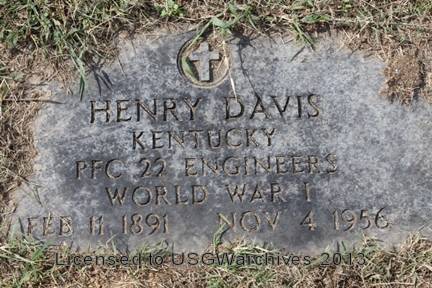 HENRY DAVIS
KENTUCKY
PFC 22 ENGINEERS
WORLD WAR I
FEB 11 1891 NOV 4 1956
Licensed to USGWarchives 2013